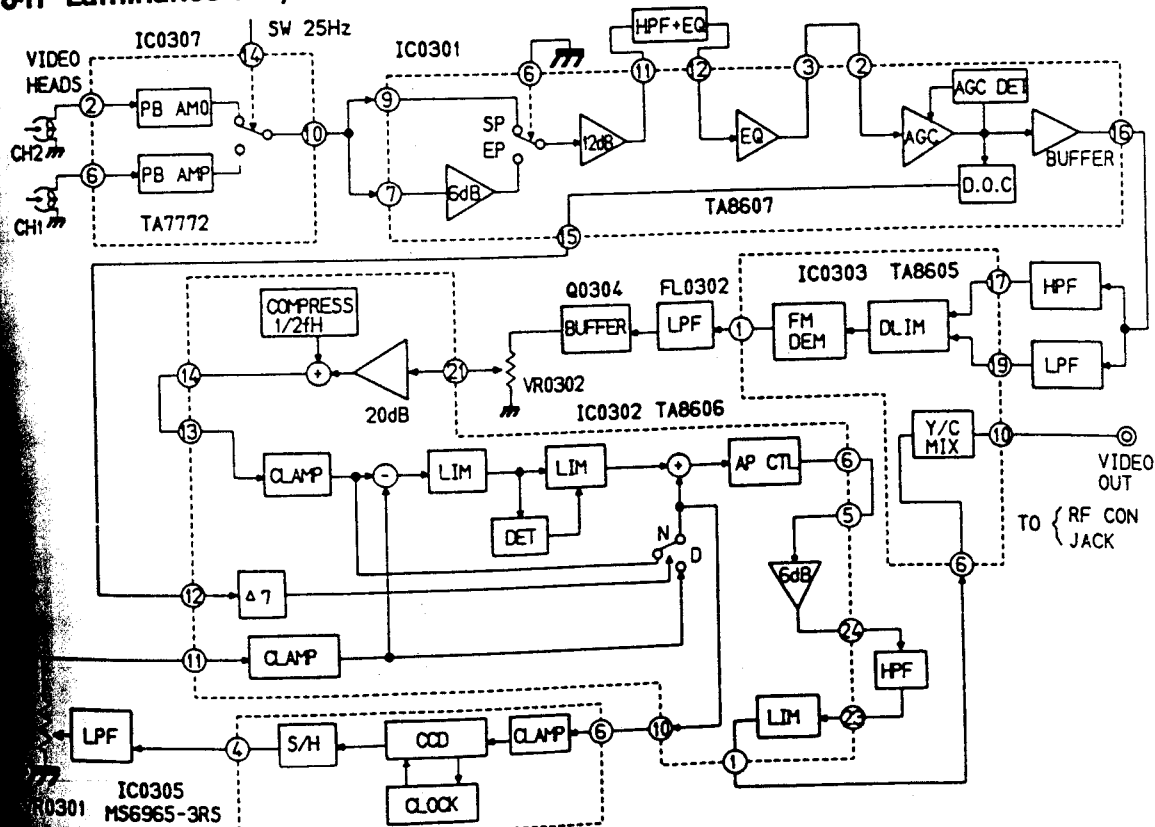 SW 25Hz
HPF+EQ
IC0307
IC0301
VIDEO
HEADS
14
6
11
12
3
2
2
PB AMO
9
SP
EP
12dB
EQ
AGC
AGC DET
16
BUFFER
CH2
10
6
PB AMP
7
6dB
D.O.C
CH1
TA7772
TA8607
15
IC0303 TA8605
COMPRESS
1/2fH
Q0304
FL0302
BUFFER
LPF
1
FM
DEM
DLIM
17
HPF
19
LPF
14
+
20dB
21
VR0302
IC0302 TA8606
13
CLAMP
-
LIM
LIM
+
AP CTL
6
Y/C
MIX
10
VIDEO
OUT
DET
N
D
5
TO { RF CON
JACK
12
Δ7
6dB
6
11
CLAMP
24
HPF
LPF
4
S/H
CCD
CLAMP
6
10
LIM
23
1
CLOCK
IC0305
MS6965-3RS